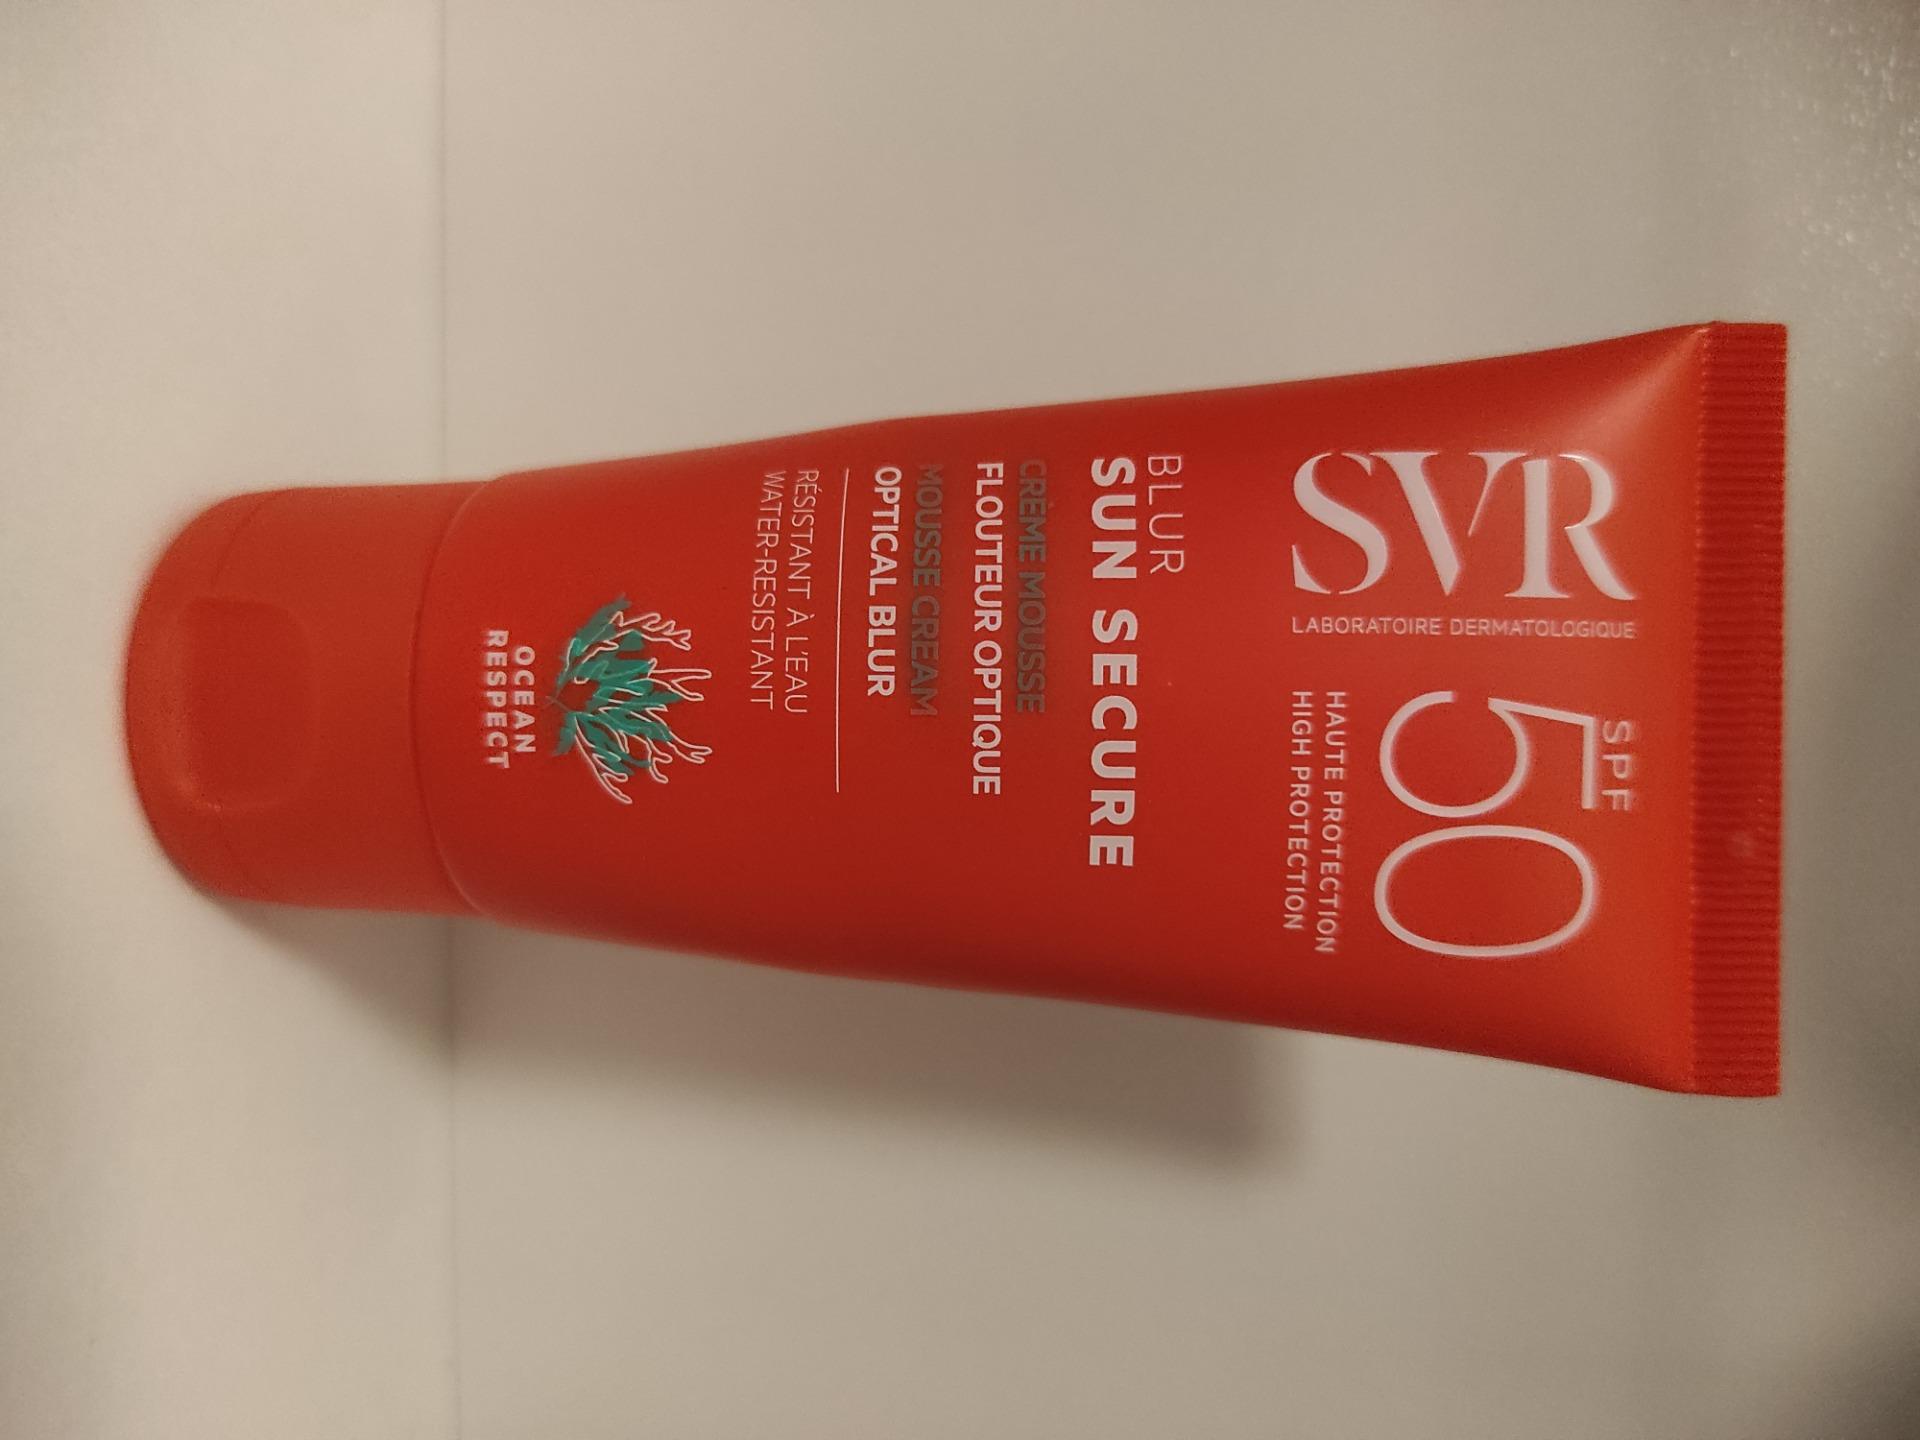 SVR
LABORATOIRE DERMATOLOGIQUE
SPF
50
HAUTE PROTECTION
HIGH PROTECTION
BLUR
SUN SECURE
CRÈME MOUSSE
FLOUTEUR OPTIQUE
MOUSSE CREAM
OPTICAL BLUR
RÉSISTANT À L'EAU
WATER-RESISTANT
OCEAN
RESPECT